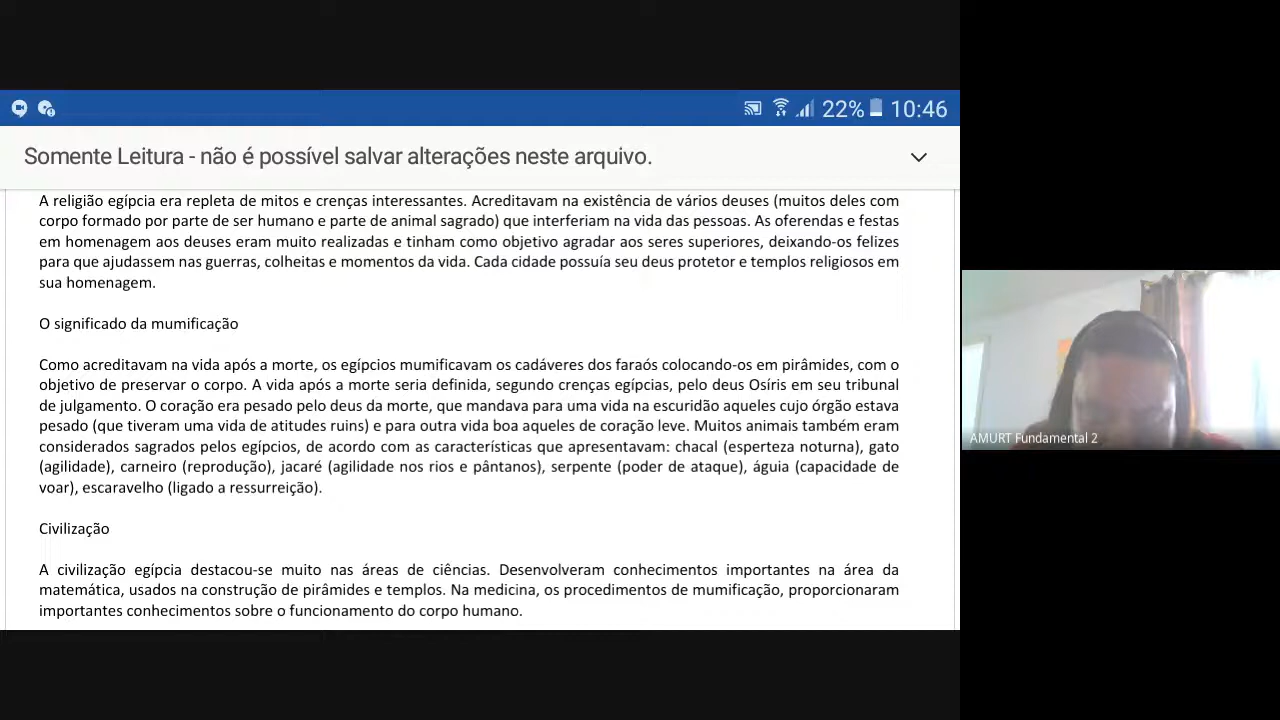 22% 10:46
Somente Leitura - não é possível salvar alterações neste arquivo.
A religião egípcia era repleta de mitos e crenças interessantes. Acreditavam na existência de vários deuses (muitos deles com
corpo formado por parte de ser humano e parte de animal sagrado) que interferiam na vida das pessoas. As oferendas e festas
em homenagem aos deuses eram muito realizadas e tinham como objetivo agradar aos seres superiores, deixando-os felizes
para que ajudassem nas guerras, colheitas e momentos da vida. Cada cidade possuía seu deus protetor e templos religiosos em
sua homenagem.
O significado da mumificação
Como acreditavam na vida após a morte, os egípcios mumificavam os cadáveres dos faraós colocando-os em pirâmides, com o
objetivo de preservar o corpo. A vida após a morte seria definida, segundo crenças egípcias, pelo deus Osíris em seu tribunal
de julgamento. O coração era pesado pelo deus da morte, que mandava para uma vida na escuridão aqueles cujo órgão estava
pesado (que tiveram uma vida de atitudes ruins) e para outra vida boa aqueles de coração leve. Muitos animais também eram
considerados sagrados pelos egípcios, de acordo com as características que apresentavam: chacal (esperteza noturna), gato
(agilidade), carneiro (reprodução), jacaré (agilidade nos rios e pântanos), serpente (poder de ataque), águia (capacidade de
voar), escaravelho (ligado a ressurreição).
Civilização
A civilização egípcia destacou-se muito nas áreas de ciências. Desenvolveram conhecimentos importantes na área da
matemática, usados na construção de pirâmides e templos. Na medicina, os procedimentos de mumificação, proporcionaram
importantes conhecimentos sobre o funcionamento do corpo humano.
AMURT Fundamental 2